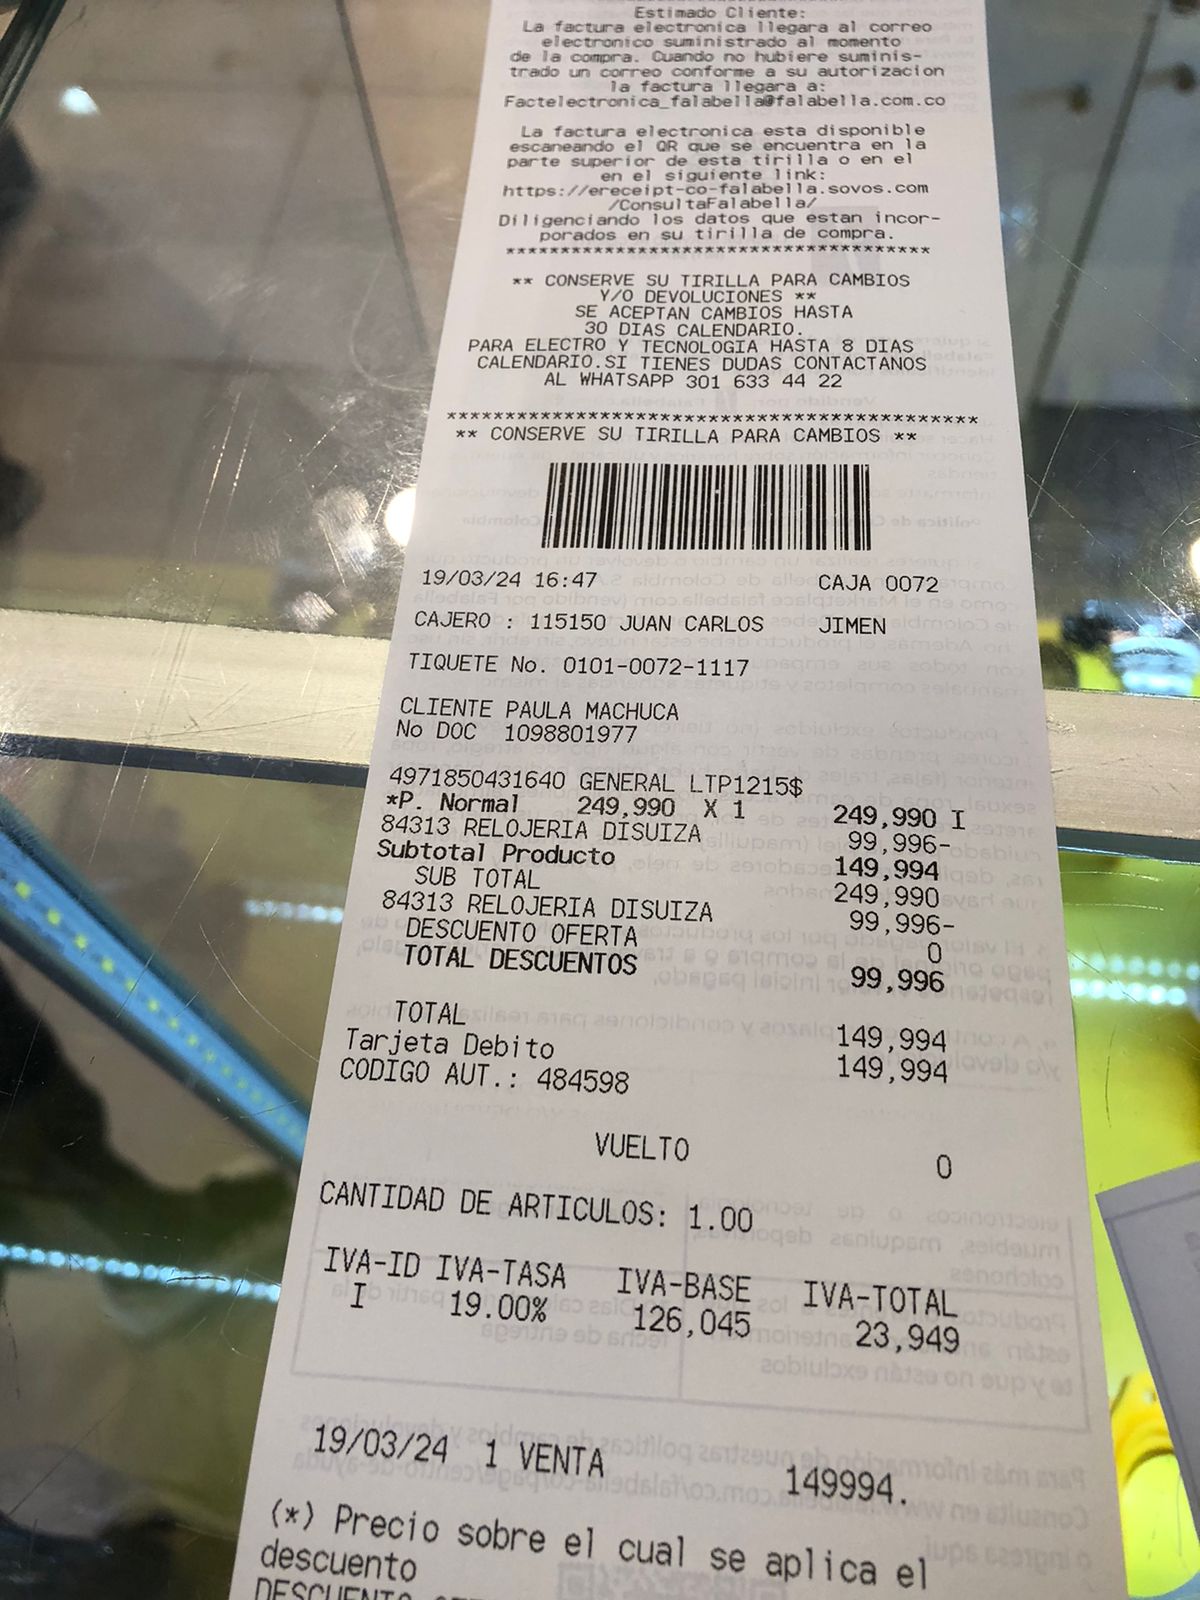 Estimado Cliente:
La factura electronica llegara al correo
electronico suministrado al momento
de la compra. Cuando no hubiere suminis-
trado un correo conforme a su autorizacion
la factura llegara a:
Factelectronica_falabella@falabella.com.co
La factura electronica esta disponible
escaneando el QR que se encuentra en la
parte superior de esta tirilla o en el
en el siguiente link:
https://ereceipt-co-falabella.sovos.com
/ConsultaFalabella/
Diligenciando los datos que estan incor-
porados en su tirilla de compra.
****************************************
** CONSERVE SU TIRILLA PARA CAMBIOS
Y/O DEVOLUCIONES **
SE ACEPTAN CAMBIOS HASTA
30 DIAS CALENDARIO.
PARA ELECTRO Y TECNOLOGIA HASTA 8 DIAS
CALENDARIO.SI TIENES DUDAS CONTACTANOS
AL WHATSAPP 301 633 44 22
**********************************************
** CONSERVE SU TIRILLA PARA CAMBIOS **
19/03/24 16:47 CAJA 0072
CAJERO : 115150 JUAN CARLOS JIMEN
TIQUETE No. 0101-0072-1117
CLIENTE PAULA MACHUCA
No DOC 1098801977
4971850431640 GENERAL LTP1215$
*P. Normal 249,990 X 1 249,990 I
84313 RELOJERIA DISUIZA 99,996-
Subtotal Producto 149,994
SUB TOTAL 249,990
84313 RELOJERIA DISUIZA 99,996-
DESCUENTO OFERTA 0
TOTAL DESCUENTOS 99,996
TOTAL 149,994
Tarjeta Debito 149,994
CODIGO AUT.: 484598
VUELTO 0
CANTIDAD DE ARTICULOS: 1.00
IVA-ID IVA-TASA IVA-BASE IVA-TOTAL
I 19.00% 126,045 23,949
19/03/24 1 VENTA 149994.
(*) Precio sobre el cual se aplica el
descuento
DESCUENTO